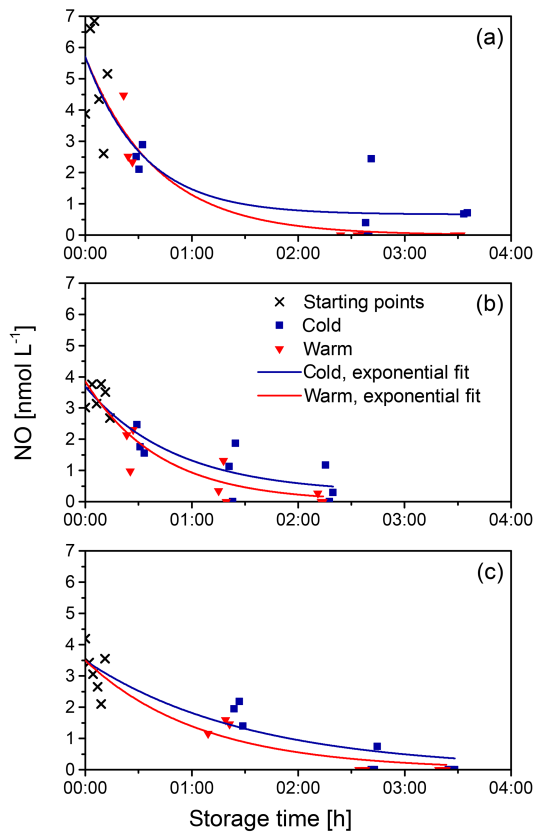 7
6
5
4
3
2
1
0
(a)
00:00 01:00 02:00 03:00 04:00
7
6
5
4
3
2
1
0
(b)
Starting points
Cold
Warm
Cold, exponential fit
Warm, exponential fit
NO [nmol L⁻¹]
00:00 01:00 02:00 03:00 04:00
7
6
5
4
3
2
1
0
(c)
00:00 01:00 02:00 03:00 04:00
Storage time [h]